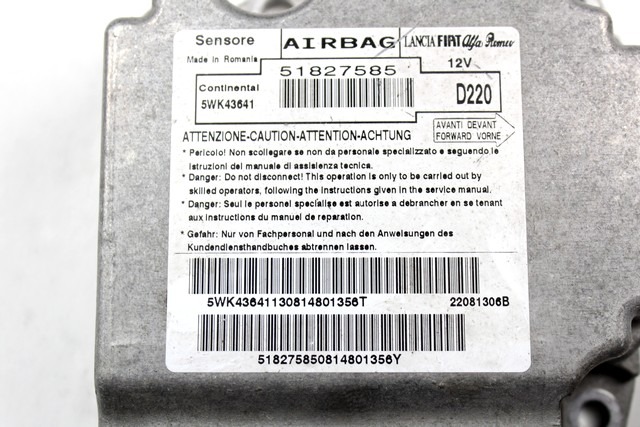 Sensore AIRBAG LANCIA FIAT Alfa Romeo
Made in Romania 51827585 12V
Continental
5WK43641 D220
ATTENZIONE-CAUTION-ATTENTION-ACHTUNG
AVANTI DEVANT
FORWARD VORNE
* Pericolo! Non scollegare se non da personale specializzato e seguendo le
istruzioni del manuale di assistenza tecnica.
* Danger: Do not disconnect! This operation is only to be carried out by
skilled operators, following the instructions given in the service manual.
* Danger: Seul le personel specialise est autorise a debrancher en se tenant
aux instructions du manuel de reparation.
* Gefahr: Nur von Fachpersonal und nach den Anweisungen des
Kundendiensthandbuches abtrennen lassen.
5WK43641130814801356T 22081306B
518275850814801356Y